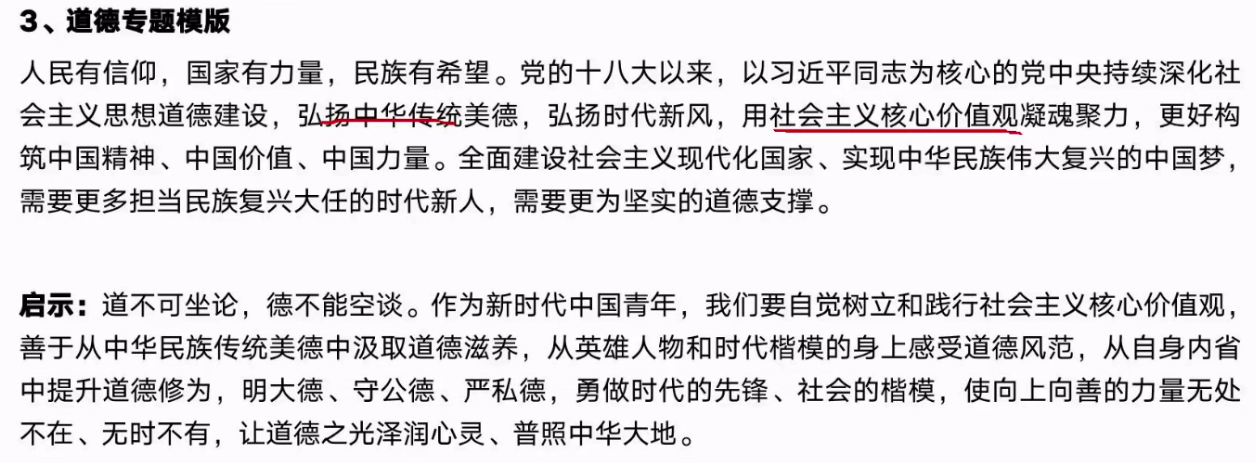 3、道德专题模版
人民有信仰，国家有力量，民族有希望。党的十八大以来，以习近平同志为核心的党中央持续深化社
会主义思想道德建设，弘扬中华传统美德，弘扬时代新风，用社会主义核心价值观凝魂聚力，更好构
筑中国精神、中国价值、中国力量。全面建设社会主义现代化国家、实现中华民族伟大复兴的中国梦，
需要更多担当民族复兴大任的时代新人，需要更为坚实的道德支撑。
启示：道不可坐论，德不能空谈。作为新时代中国青年，我们要自觉树立和践行社会主义核心价值观，
善于从中华民族传统美德中汲取道德滋养，从英雄人物和时代楷模的身上感受道德风范，从自身内省
中提升道德修为，明大德、守公德、严私德，勇做时代的先锋、社会的楷模，使向上向善的力量无处
不在、无时不有，让道德之光泽润心灵、普照中华大地。